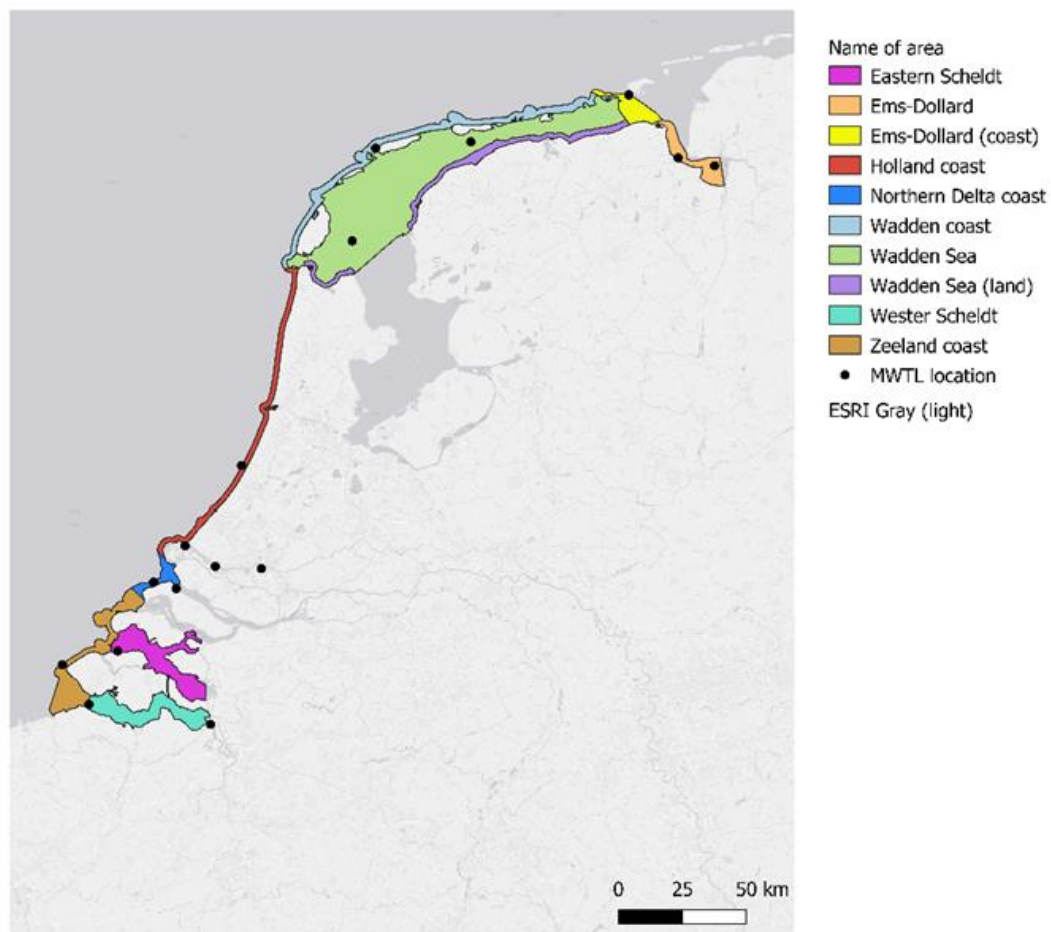 Name of area
Eastern Scheldt
Ems-Dollard
Ems-Dollard (coast)
Holland coast
Northern Delta coast
Wadden coast
Wadden Sea
Wadden Sea (land)
Wester Scheldt
Zeeland coast
MWTL location
ESRI Gray (light)
0 25 50 km